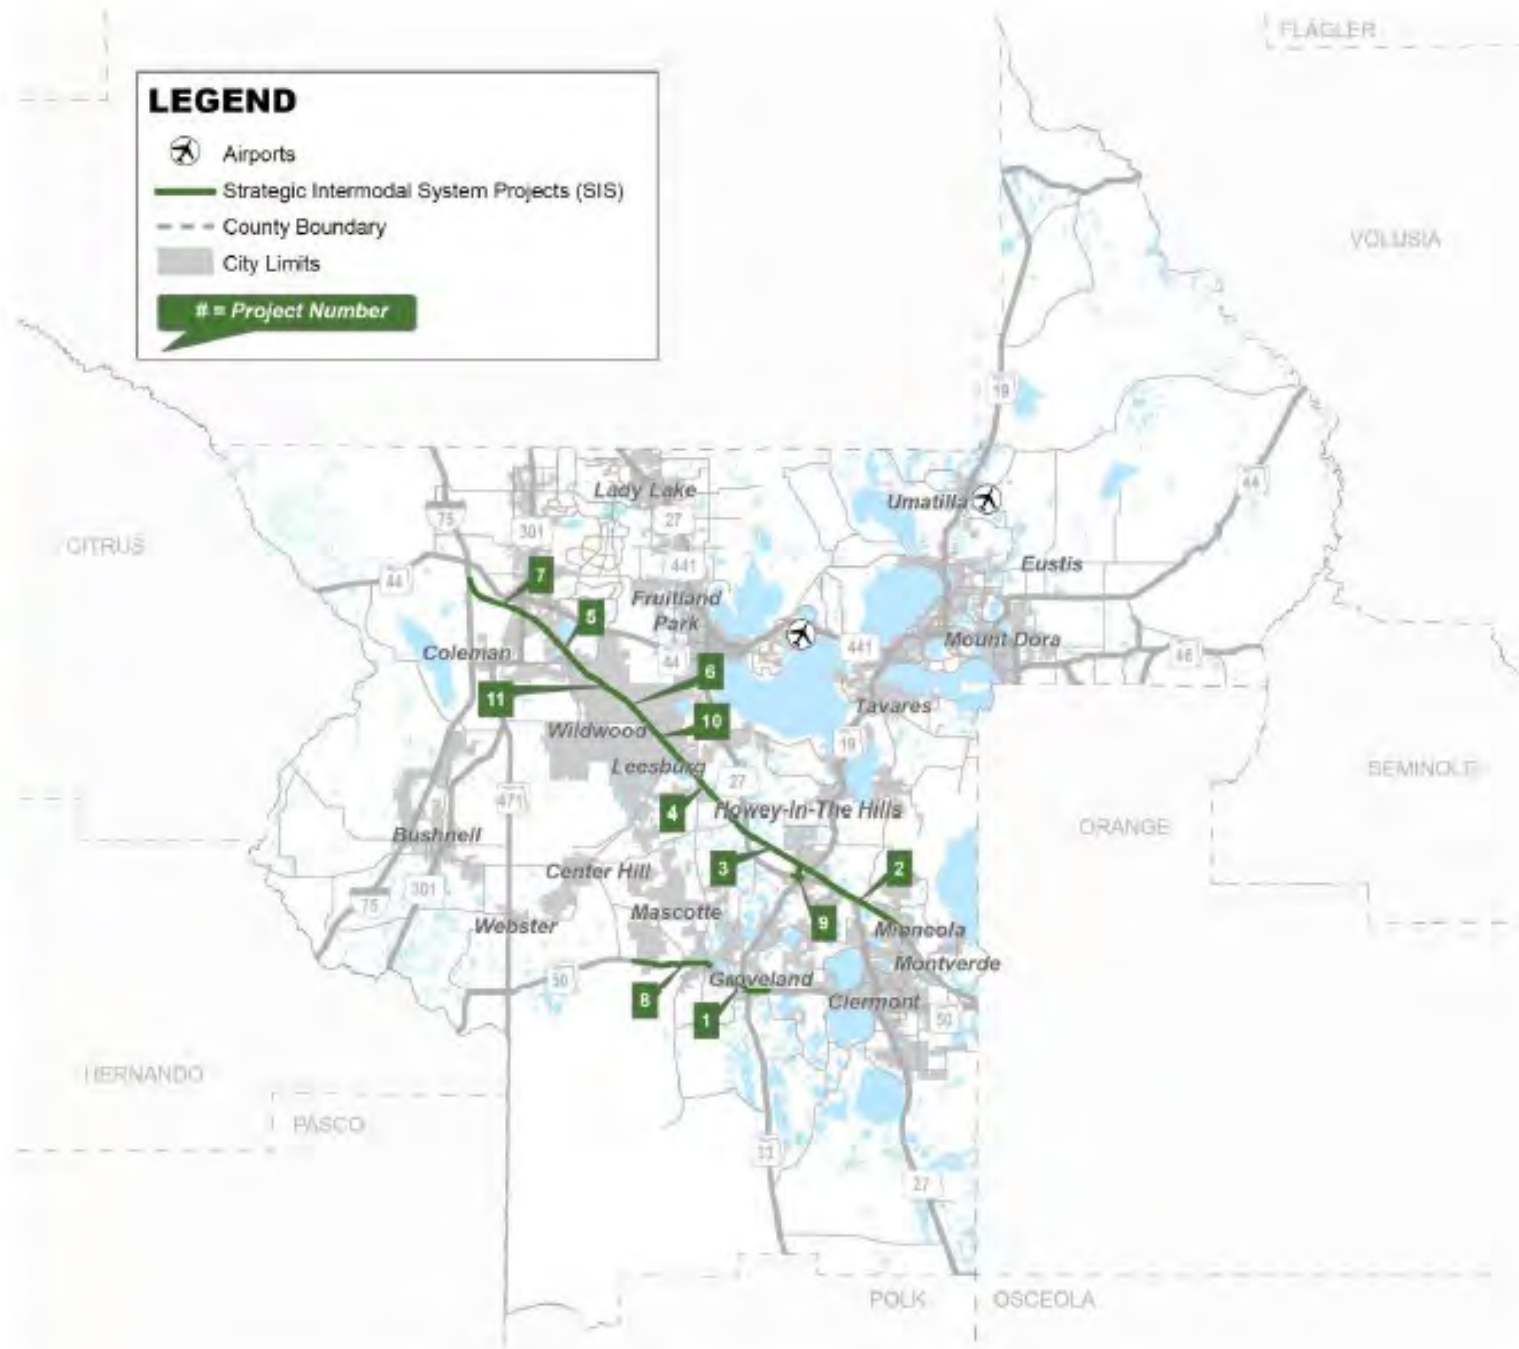 FLAGLER
LEGEND
Airports
Strategic Intermodal System Projects (SIS)
County Boundary
City Limits
# = Project Number
VOLUSIA
19
Lady Lake
44
Umatilla
75
27
301
CITRUS
441
Eustis
7
44
Fruitland
Park
5
Mount Dora
441
Coleman
44
46
6
11
Tavares
10
Wildwood
19
Leesburg
SEMINOLE
27
471
Howey-In-The Hills
4
ORANGE
Bushnell
3
2
Center Hill
301
75
Mascotte
9
Webster
Minneola
Montverde
50
Groveland
8
Clermont
1
50
HERNANDO
PASCO
33
27
POLK
OSCEOLA